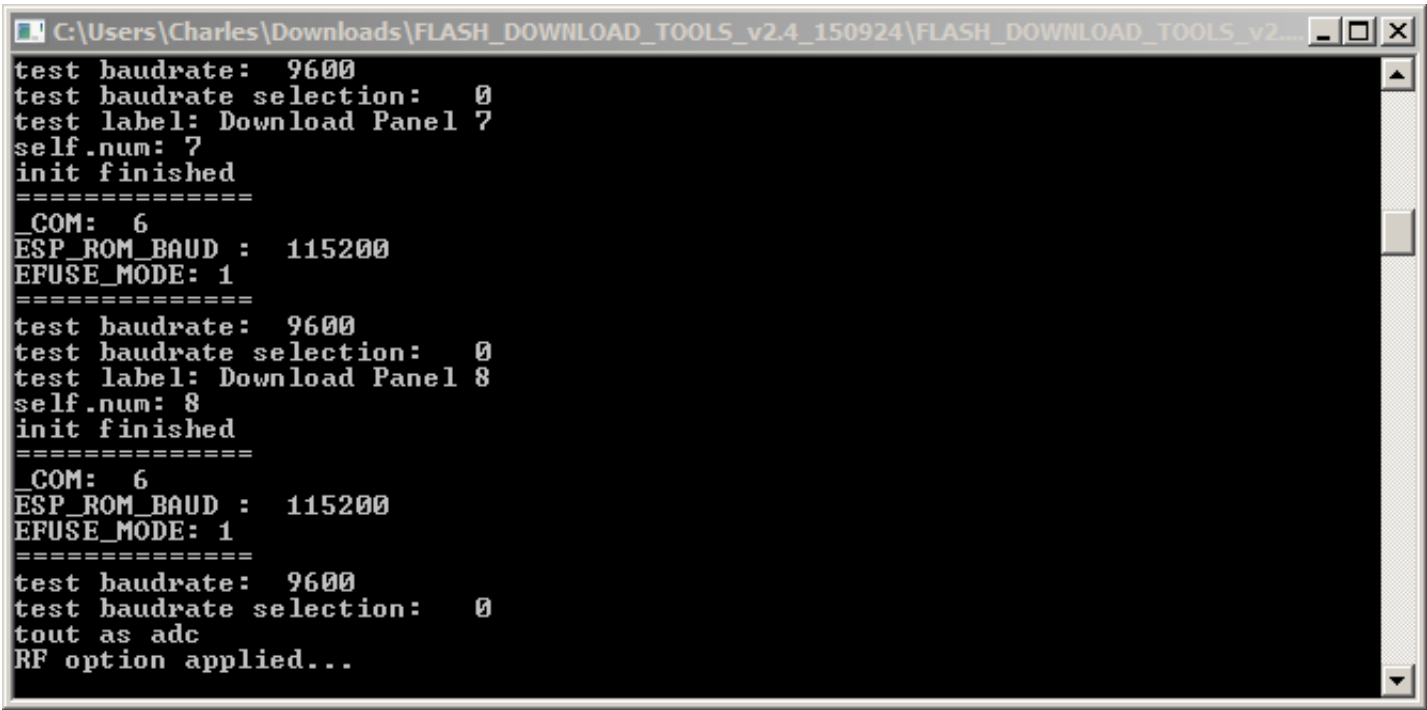 C:\Users\Charles\Downloads\FLASH_DOWNLOAD_TOOLS_v2.4_150924\FLASH_DOWNLOAD_TOOLS_v2....
test baudrate:  9600
test baudrate selection:   0
test label: Download Panel 7
self.num: 7
init finished
==============
_COM:  6
ESP_ROM_BAUD :  115200
EFUSE_MODE: 1
==============
test baudrate:  9600
test baudrate selection:   0
test label: Download Panel 8
self.num: 8
init finished
==============
_COM:  6
ESP_ROM_BAUD :  115200
EFUSE_MODE: 1
==============
test baudrate:  9600
test baudrate selection:   0
tout as adc
RF option applied...